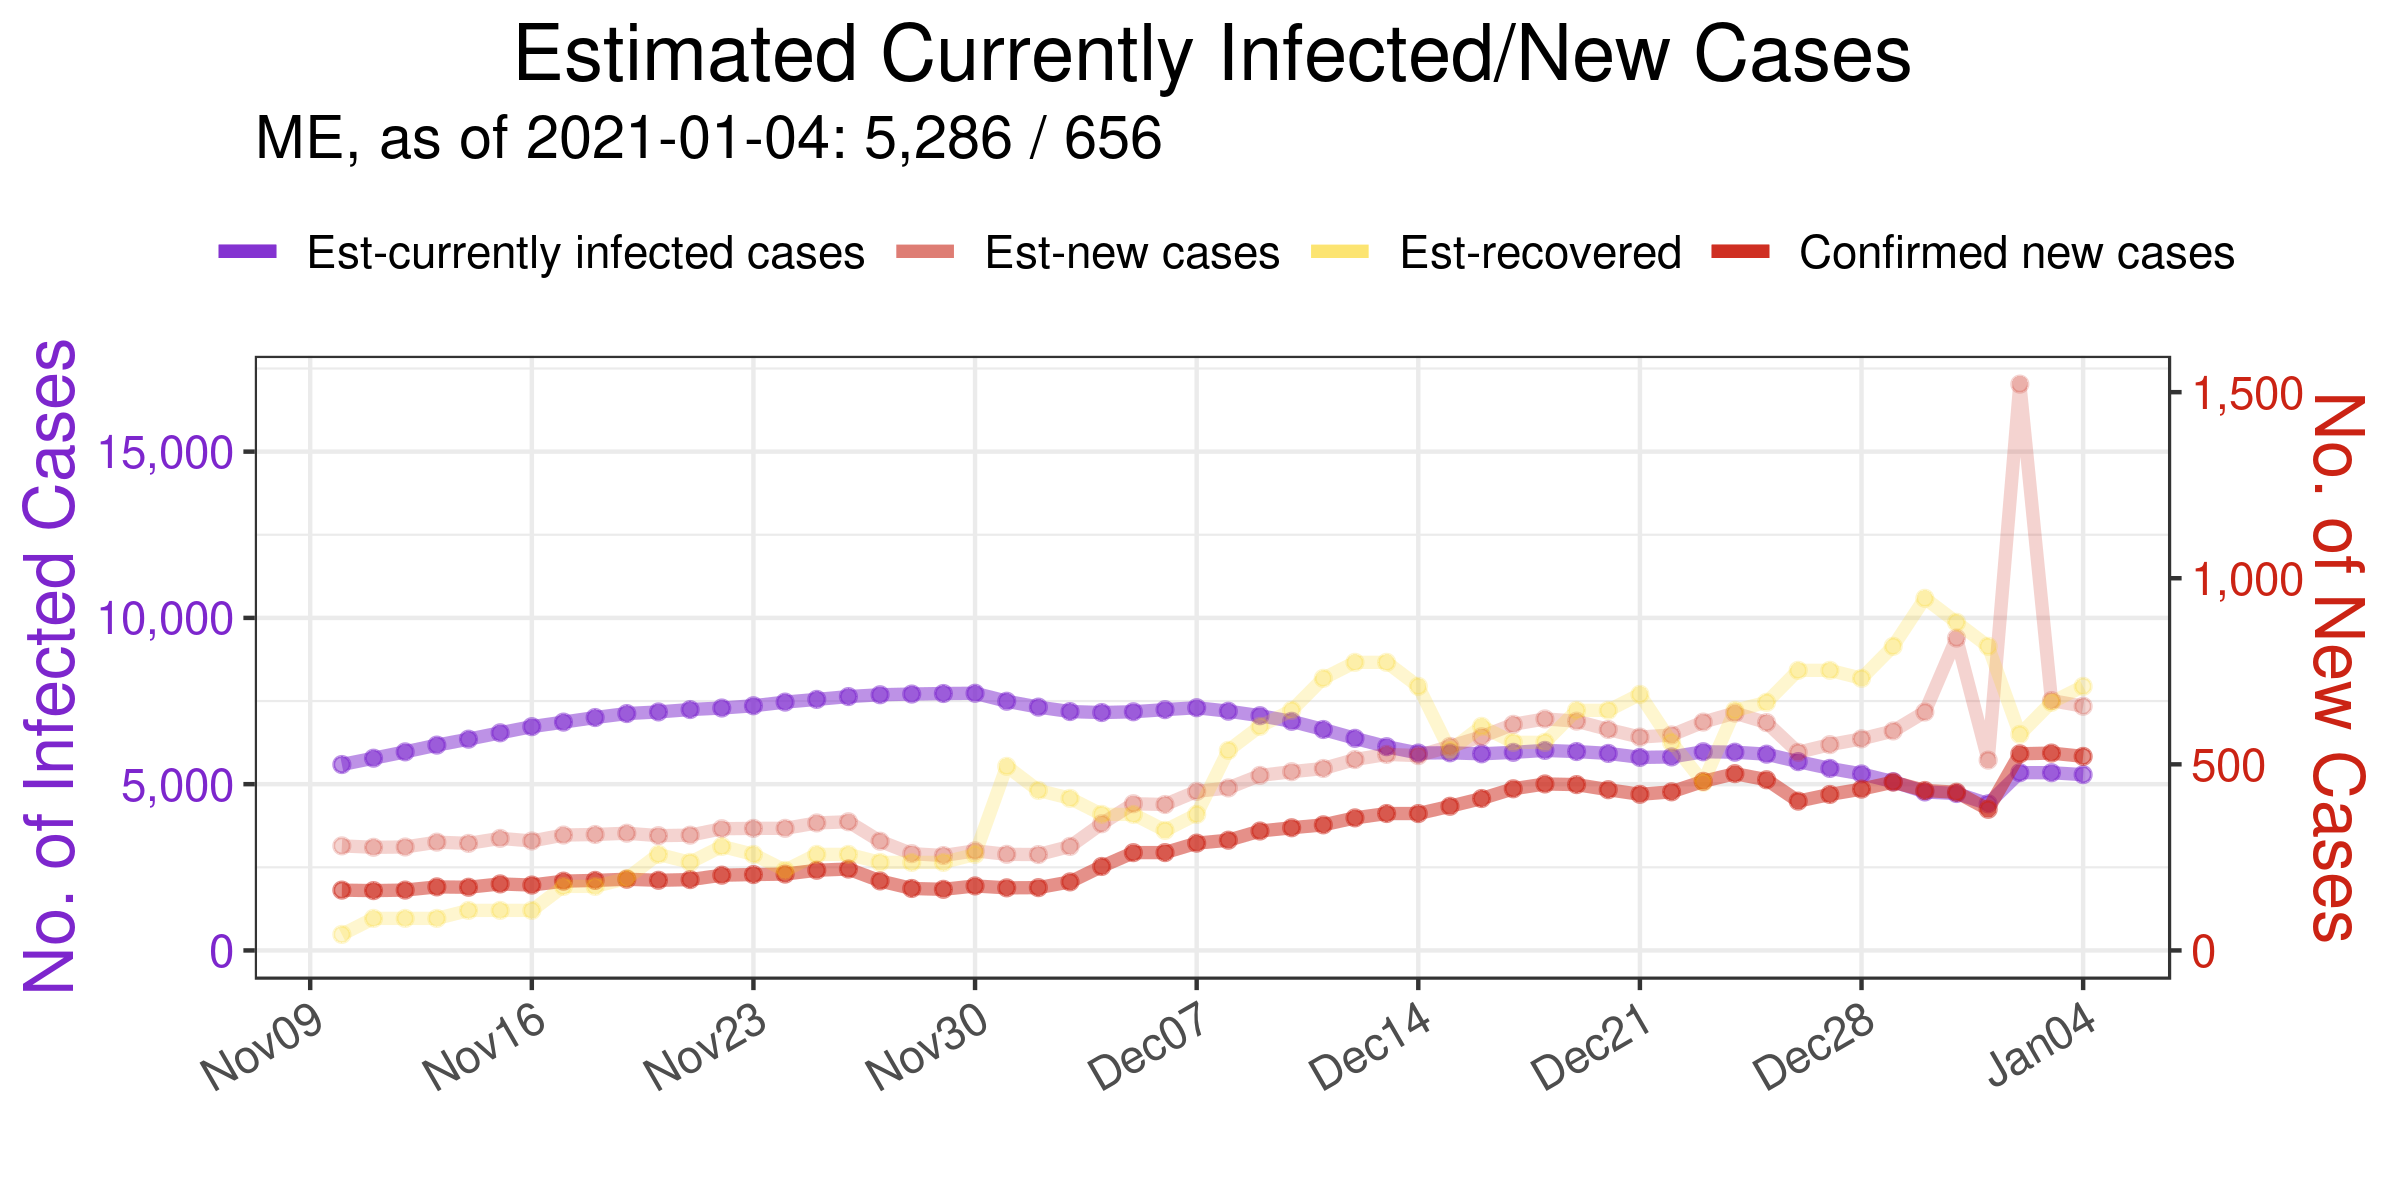 Estimated Currently Infected/New Cases
ME, as of 2021-01-04: 5,286 / 656
Est-currently infected cases Est-new cases Est-recovered Confirmed new cases
No. of Infected Cases
15,000
10,000
5,000
0
1,500
1,000
500
0
No. of New Cases
Nov09 Nov16 Nov23 Nov30 Dec07 Dec14 Dec21 Dec28 Jan04